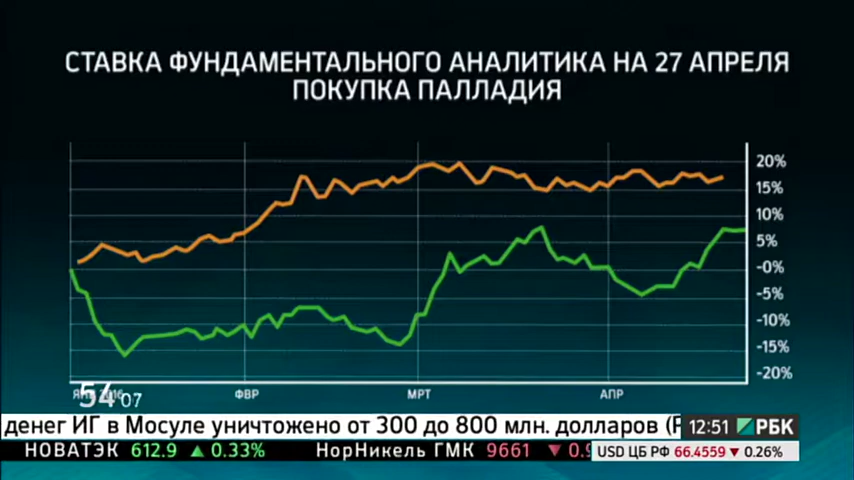 СТАВКА ФУНДАМЕНТАЛЬНОГО АНАЛИТИКА НА 27 АПРЕЛЯ
ПОКУПКА ПАЛЛАДИЯ
20%
15%
10%
5%
-0%
-5%
-10%
-15%
-20%
ФВР МРТ АПР
54 07
денег ИГ в Мосуле уничтожено от 300 до 800 млн. долларов
12:51 РБК
НОВАТЭК 612.9 ▲ 0.33% НорНикель ГМК 9661 ▼
USD ЦБ РФ 66.4559 ▼ 0.26%